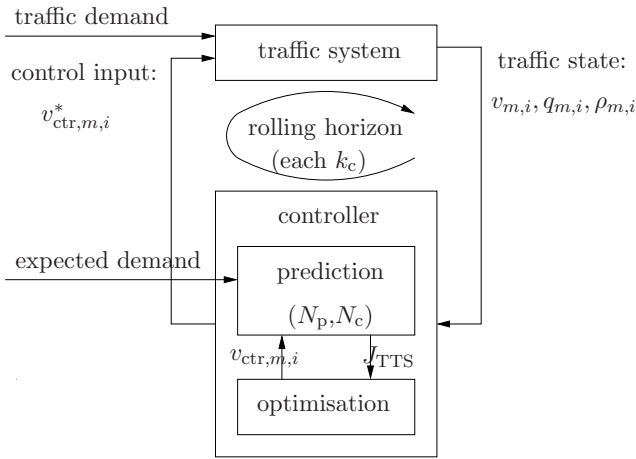 traffic demand
traffic system
control input:
v*ctr,m,i
traffic state:
vm,i, qm,i, ρm,i
rolling horizon
(each kc)
controller
expected demand
prediction
(Np,Nc)
vctr,m,i
JTTS
optimisation